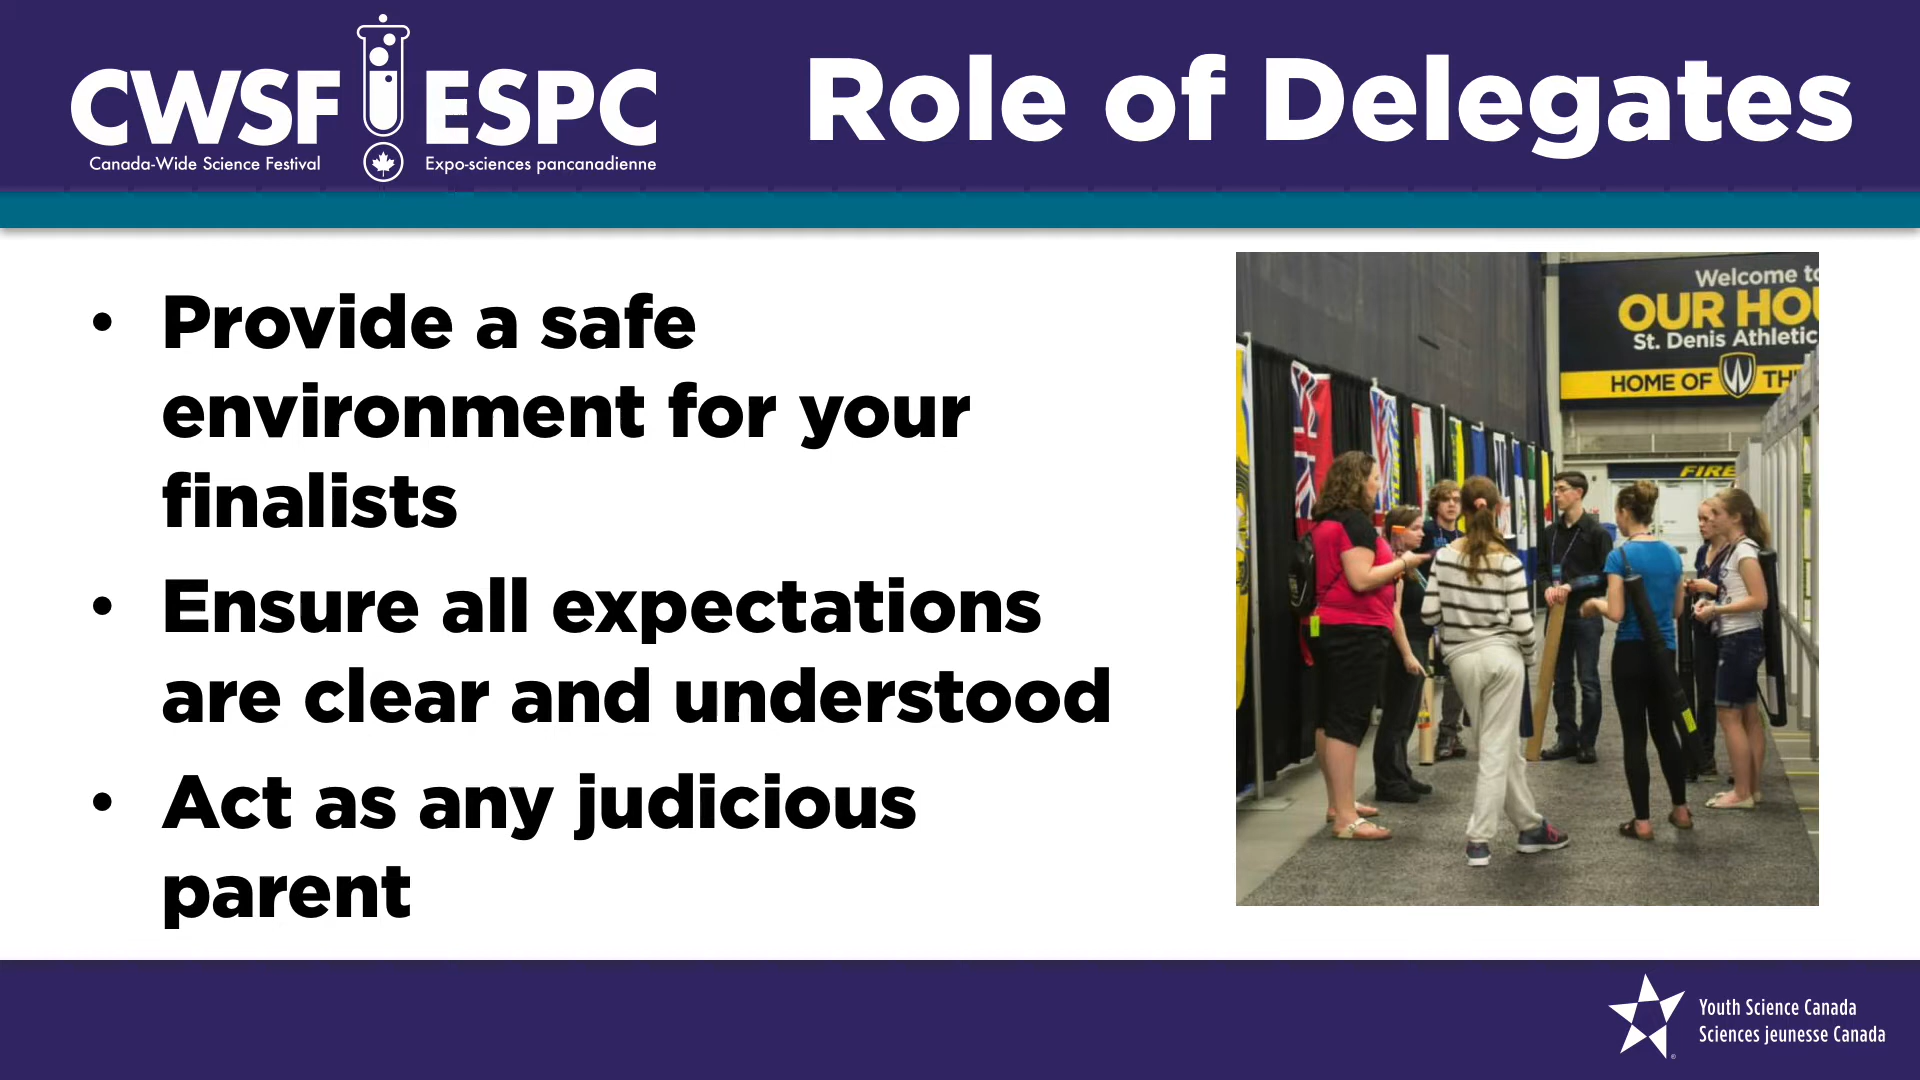 CWSF ESPC
Canada-Wide Science Festival
Expo-sciences pancanadienne
Role of Delegates
• Provide a safe
environment for your
finalists
• Ensure all expectations
are clear and understood
• Act as any judicious
parent
Welcome to
OUR HOU
St. Denis Athletic
HOME OF TH
FIRE
Youth Science Canada
Sciences jeunesse Canada